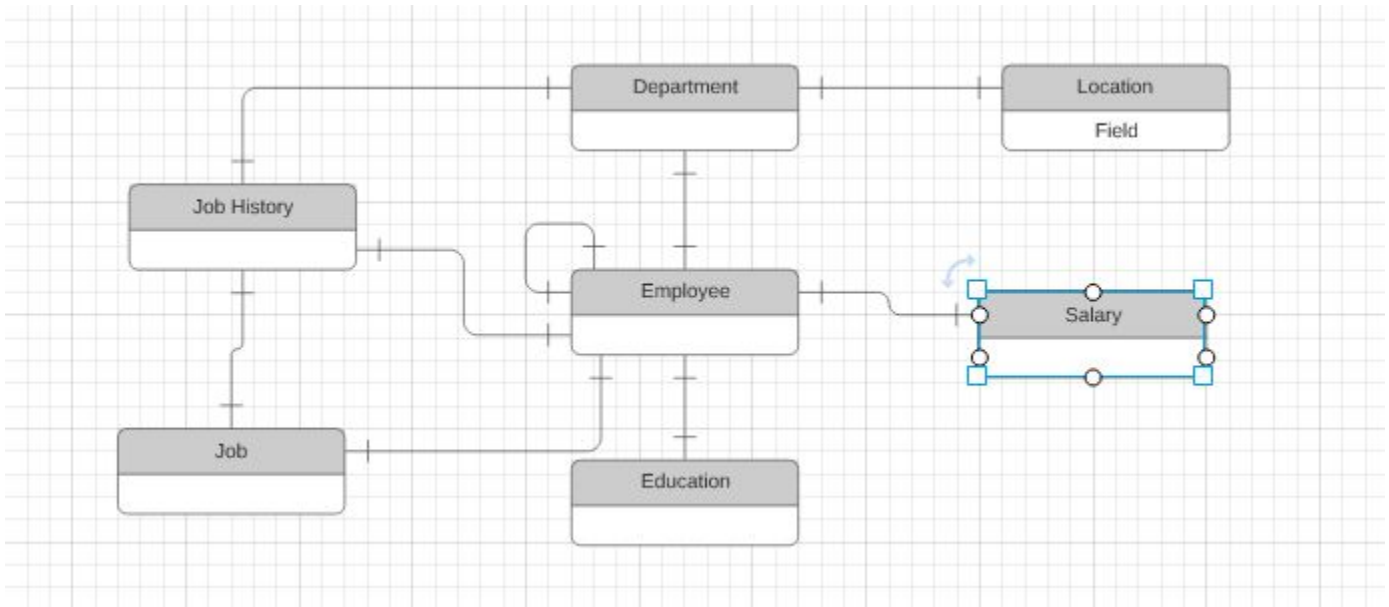 Department
Location
Field
Job History
Employee
Salary
Job
Education